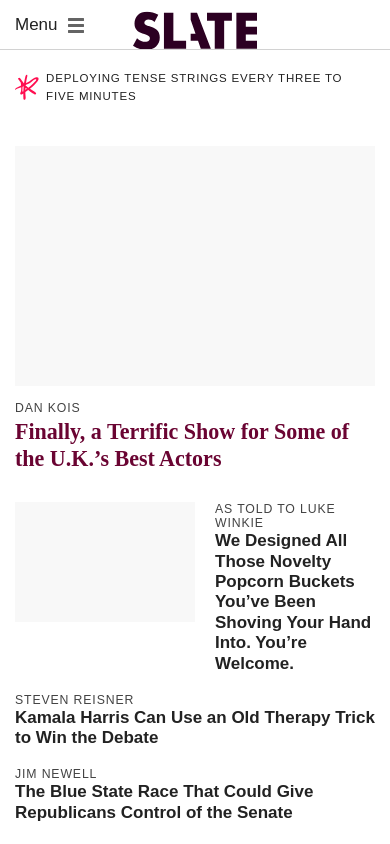 Menu
SLATE
DEPLOYING TENSE STRINGS EVERY THREE TO
FIVE MINUTES
DAN KOIS
Finally, a Terrific Show for Some of
the U.K.’s Best Actors
AS TOLD TO LUKE
WINKIE
We Designed All
Those Novelty
Popcorn Buckets
You’ve Been
Shoving Your Hand
Into. You’re
Welcome.
STEVEN REISNER
Kamala Harris Can Use an Old Therapy Trick
to Win the Debate
JIM NEWELL
The Blue State Race That Could Give
Republicans Control of the Senate